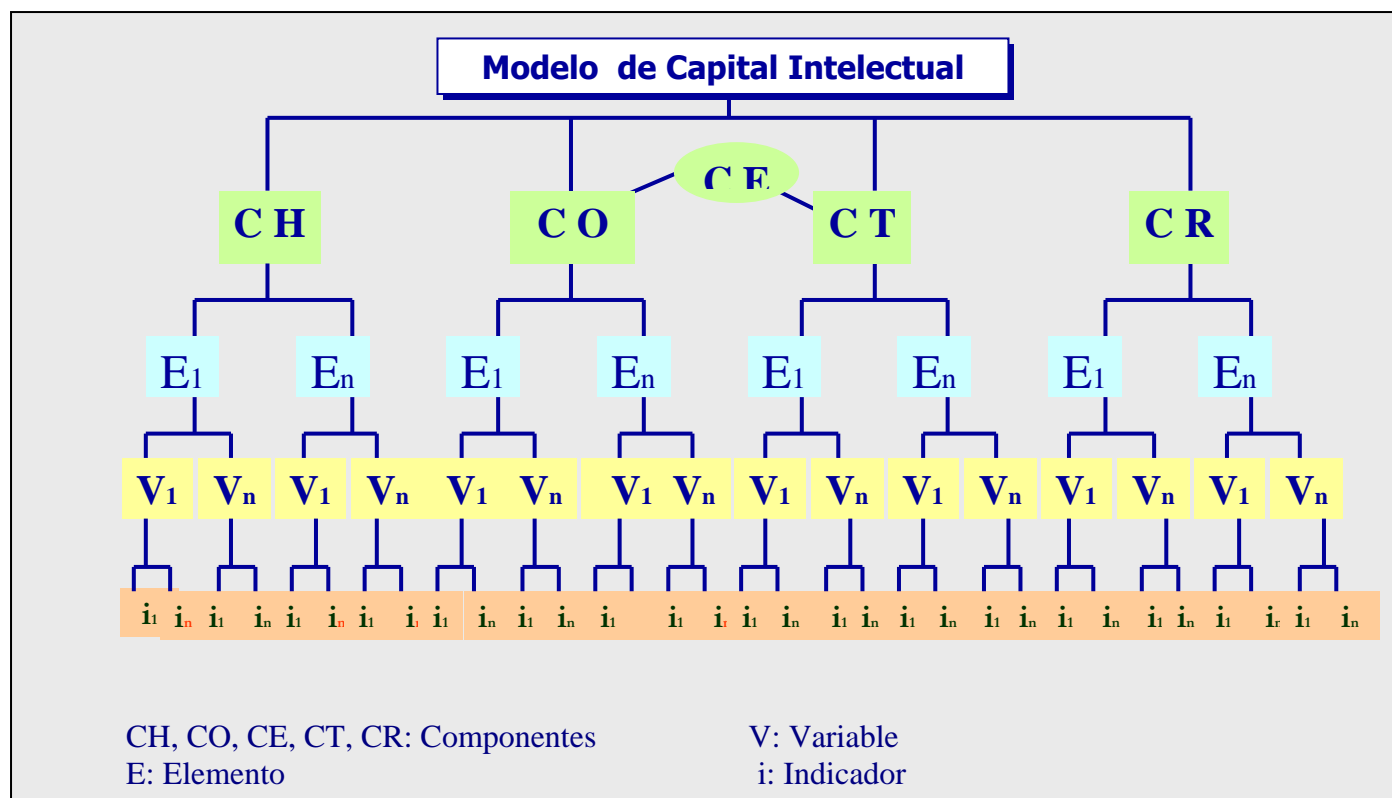 Modelo de Capital Intelectual
C E
C H C O C T C R
E1 En E1 En E1 En E1 En
V1 Vn V1 Vn V1 Vn V1 Vn V1 Vn V1 Vn V1 Vn V1 Vn
i1 in i1 in i1 in i1 i i1 in i1 in i1 i1 i i1 in i1 in i1 in i1 in i1 in i1 in i1 in i1 in
CH, CO, CE, CT, CR: Componentes V: Variable
E: Elemento i: Indicador